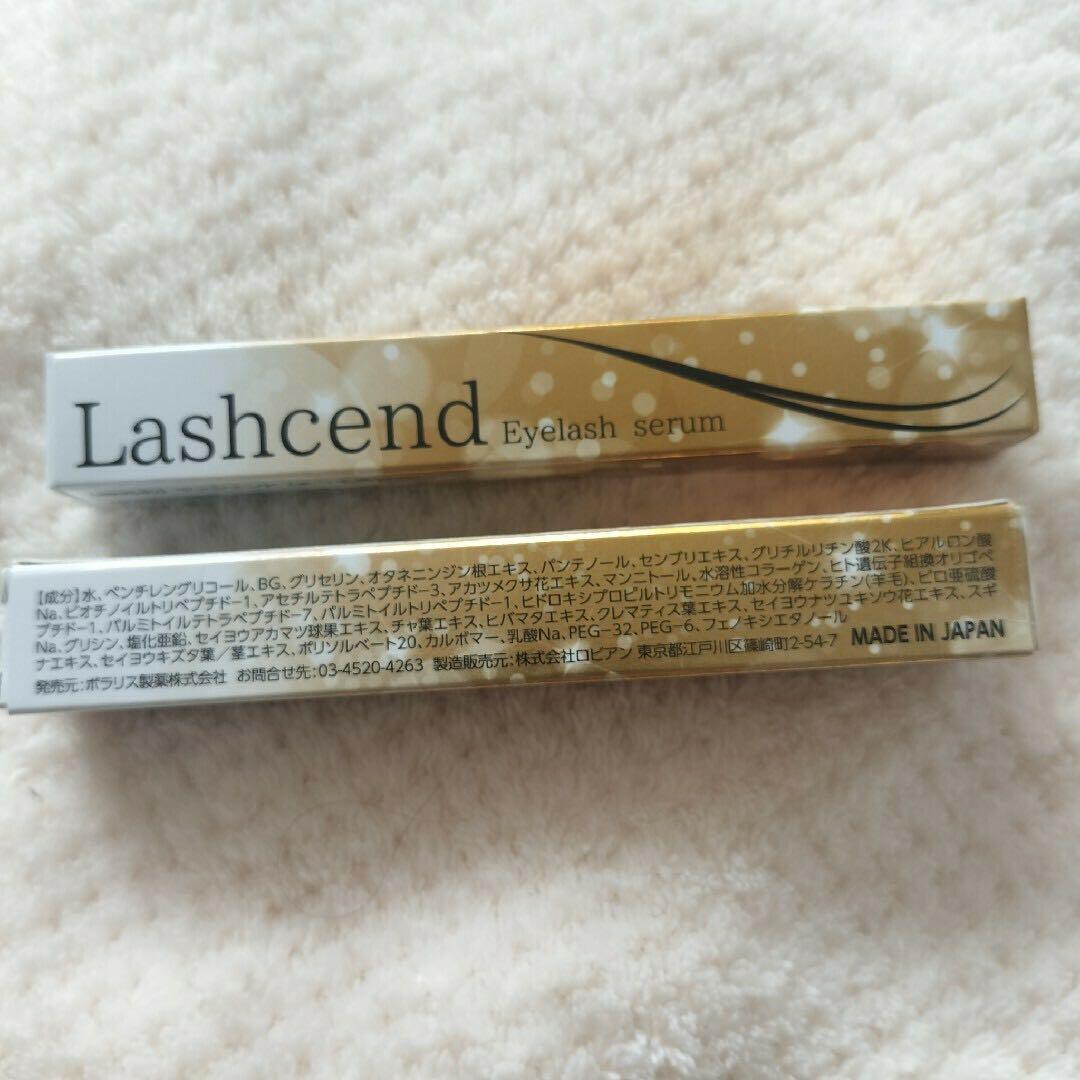 Lashcend Eyelash serum
【成分】水、ペンチレングリコール、BG、グリセリン、オタネニンジン根エキス、パンテノール、センブリエキス、グリチルリチン酸2K、ヒアルロン酸
Na、ビオチノイルトリペプチド-1、アセチルテトラペプチド-3、アカツメクサ花エキス、マンニトール、水溶性コラーゲン、ヒト遺伝子組換オリゴペ
プチド-1、パルミトイルテトラペプチド-7、パルミトイルトリペプチド-1、ヒドロキシプロピルトリモニウム加水分解ケラチン(羊毛)、ピロ亜硫酸
Na、グリシン、塩化亜鉛、セイヨウアカマツ球果エキス、チャ葉エキス、ヒバマタエキス、クレマティス葉エキス、セイヨウナツユキソウ花エキス、スギ
ナエキス、セイヨウキズタ葉／茎エキス、ポリソルベート20、カルボマー、乳酸Na、PEG-32、PEG-6、フェノキシエタノール
発売元：ポラリス製薬株式会社 お問合せ先：03-4520-4263 製造販売元：株式会社ロビアン 東京都江戸川区篠崎町2-54-7 MADE IN JAPAN